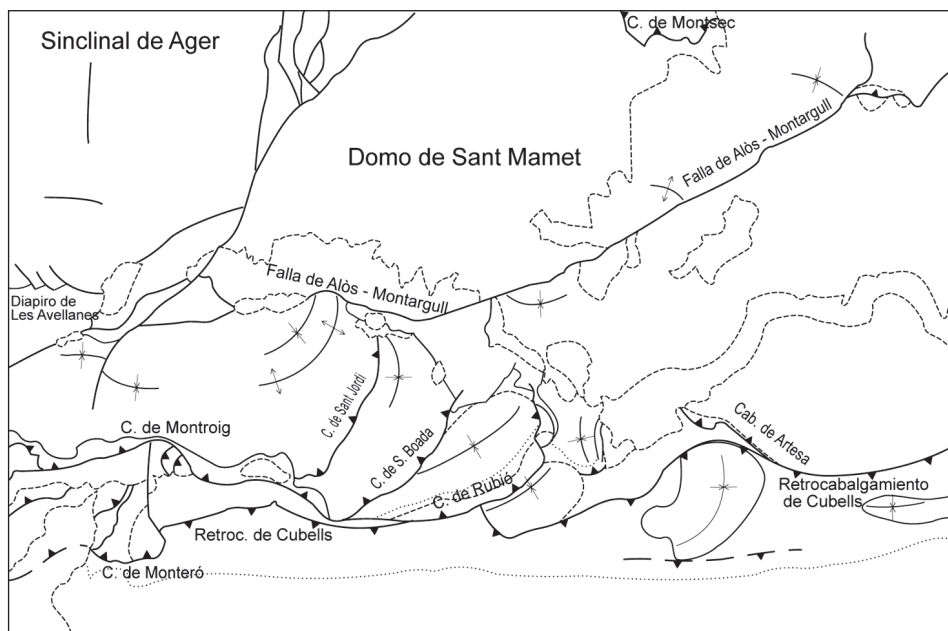 C. de Montsec
Sinclinal de Ager
Domo de Sant Mamet
Falla de Alòs - Montargull
Falla de Alòs - Montargull
Diapiro de
Les Avellanes
C. de Sant Jordi
C. de Montroig
C. de S. Boada
Cab. de Artesa
C. de Rubió
Retrocabalgamiento
de Cubells
Retroc. de Cubells
C. de Monteró